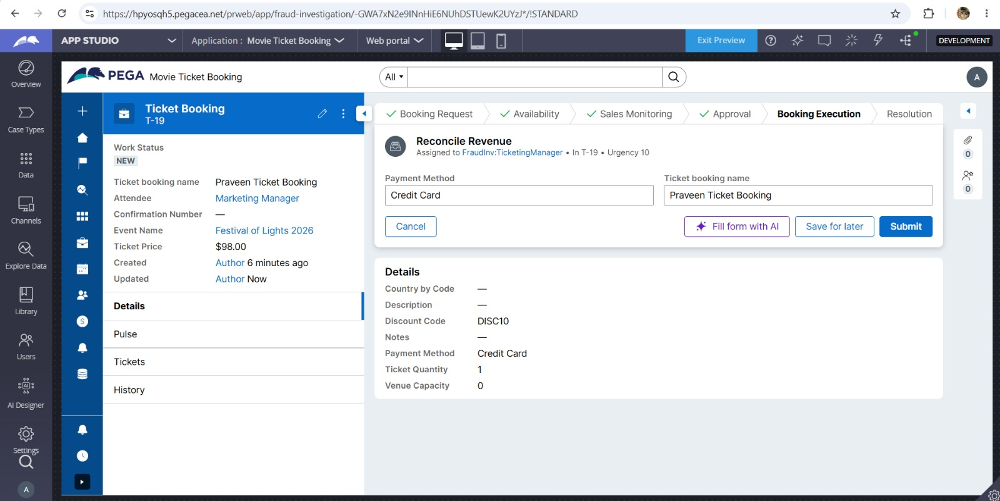 https://hpyosqh5.pegacea.net/prweb/app/fraud-investigation/-GWA7xN2e9INnHiE6NUhDSTUewK2UYzJ*/!STANDARD
APP STUDIO
Application : Movie Ticket Booking
Web portal
Exit Preview
DEVELOPMENT
Overview
Case Types
Data
Channels
Explore Data
Library
Users
AI
AI Designer
Settings
A
PEGA Movie Ticket Booking
All
A
Ticket Booking
T-19
Work Status
NEW
Ticket booking name Praveen Ticket Booking
Attendee Marketing Manager
Confirmation Number —
Event Name Festival of Lights 2026
Ticket Price $98.00
Created Author 6 minutes ago
Updated Author Now
Details
Pulse
Tickets
History
Booking Request
Availability
Sales Monitoring
Approval
Booking Execution
Resolution
Reconcile Revenue
Assigned to FraudInv:TicketingManager • In T-19 • Urgency 10
Payment Method
Credit Card
Ticket booking name
Praveen Ticket Booking
Cancel
Fill form with AI
Save for later
Submit
Details
Country by Code —
Description —
Discount Code DISC10
Notes —
Payment Method Credit Card
Ticket Quantity 1
Venue Capacity 0
0
0